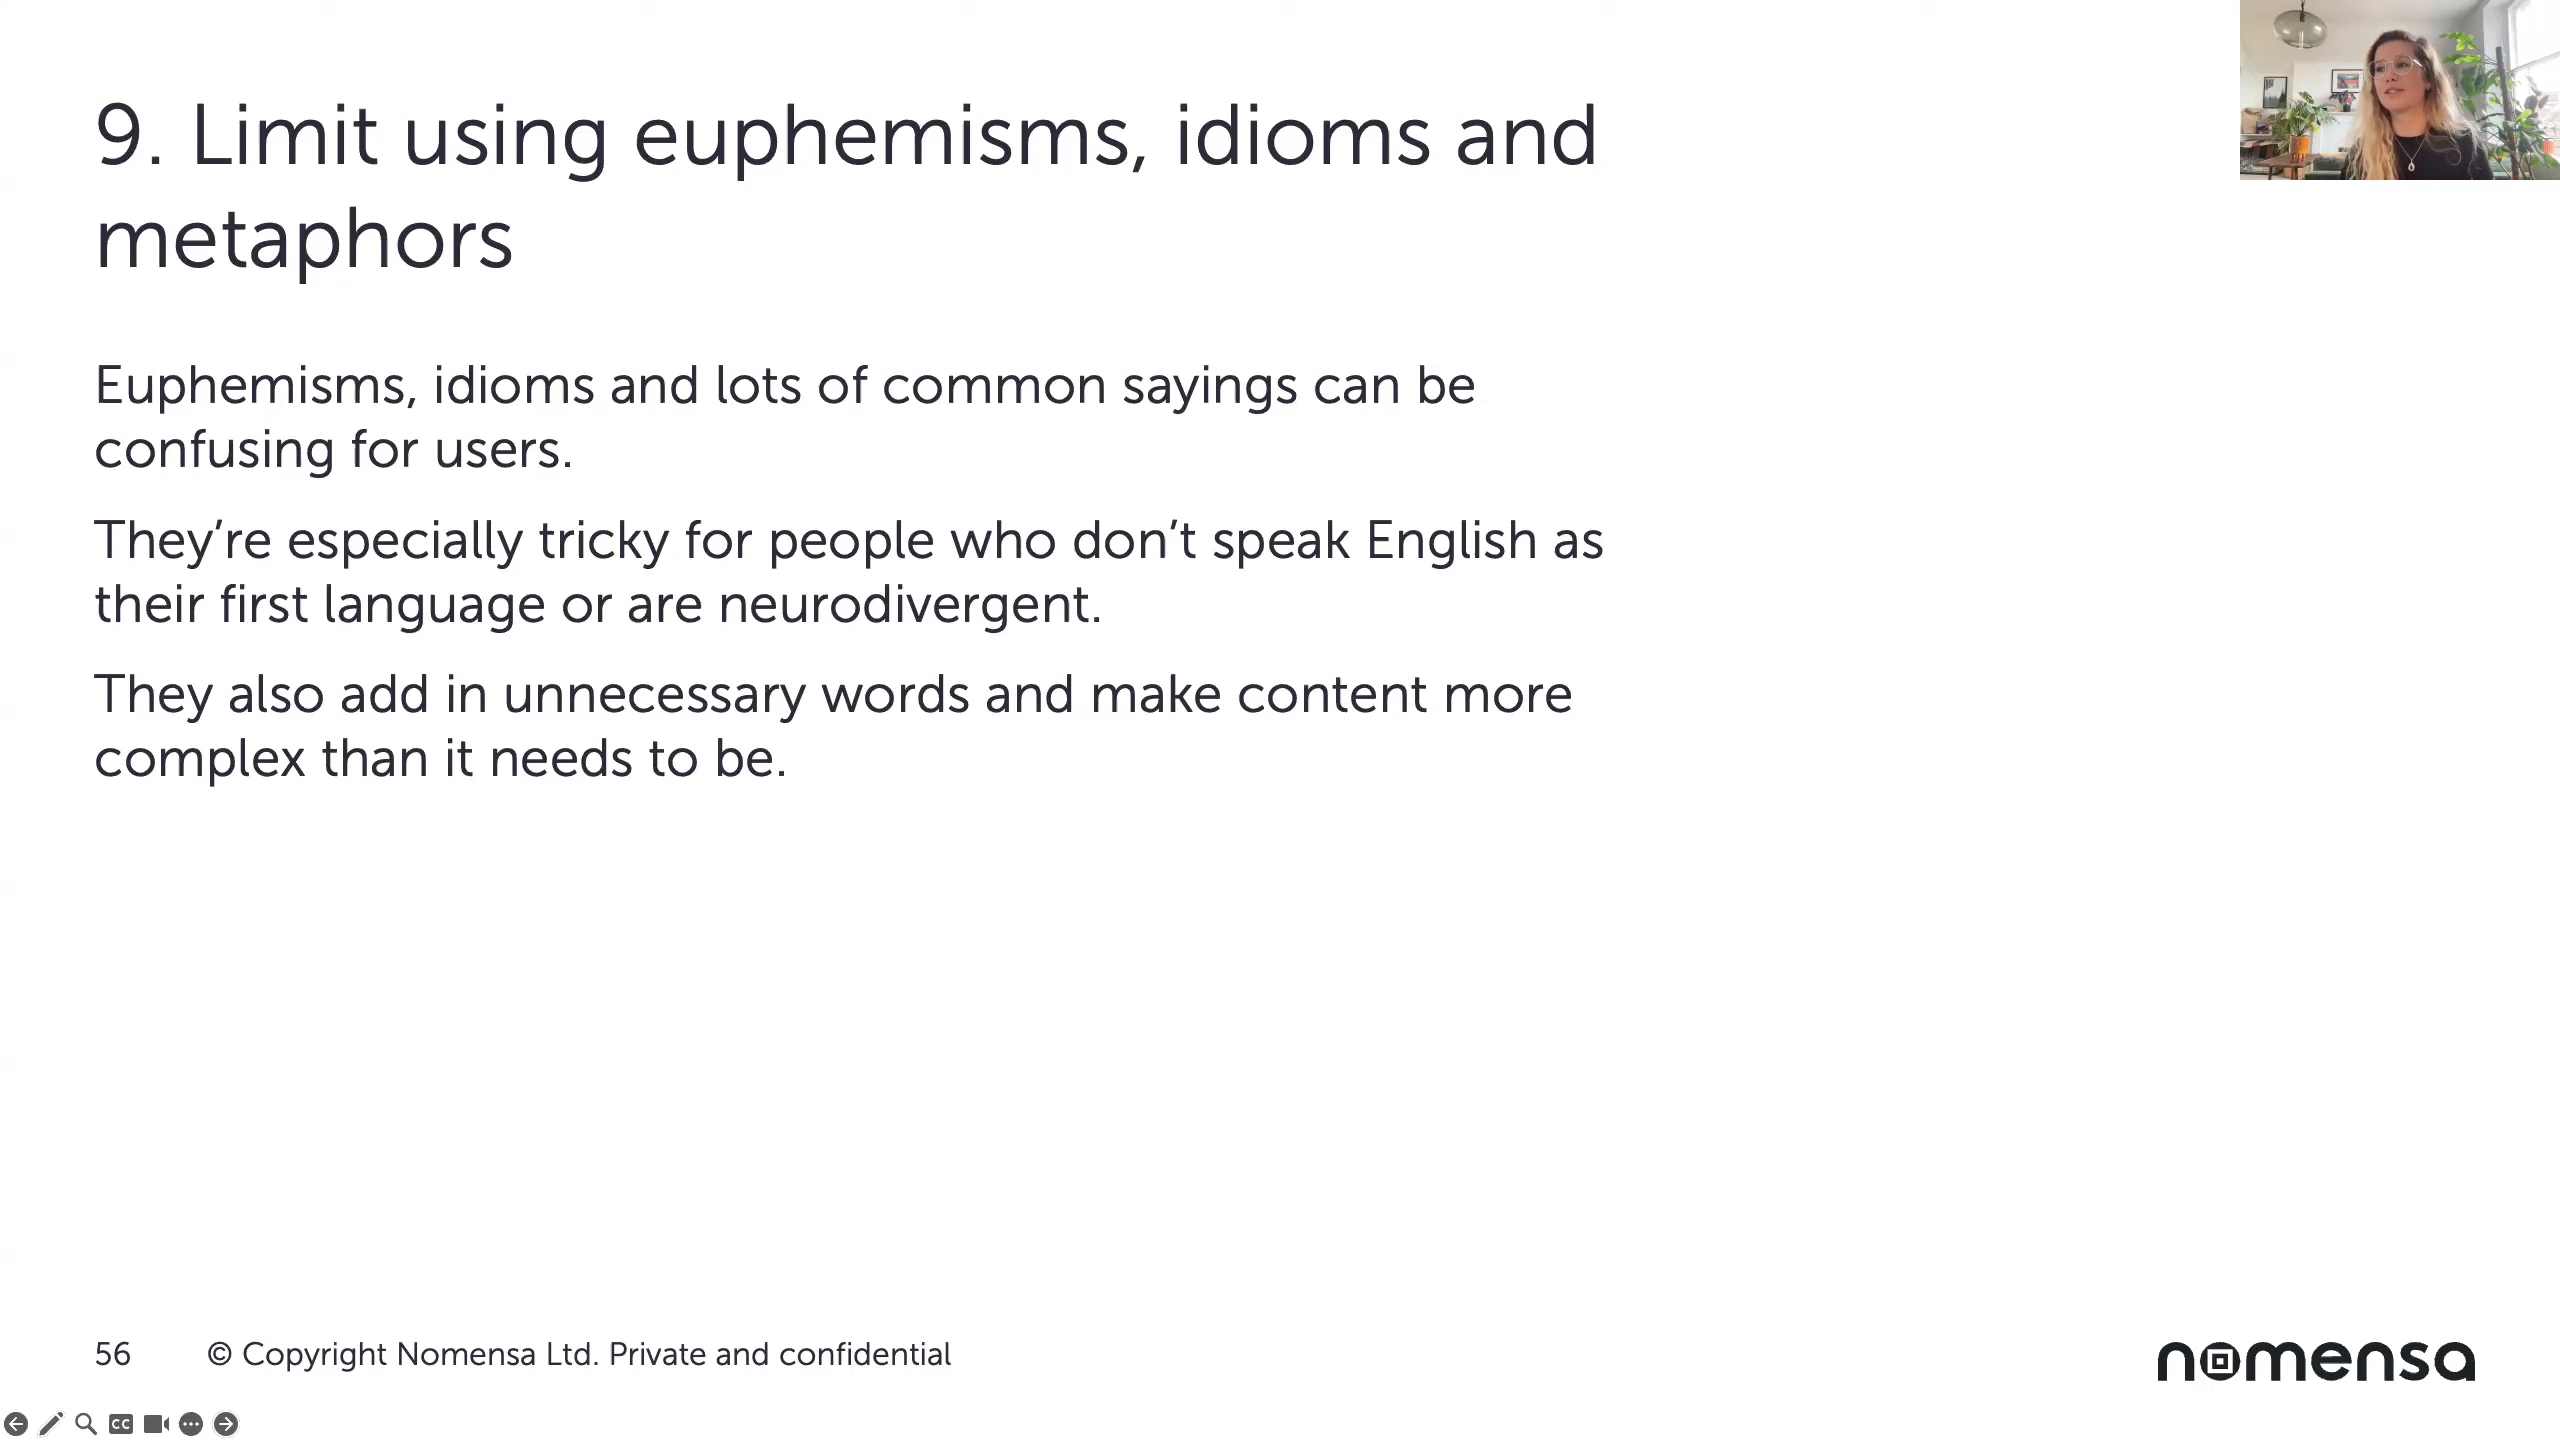 9. Limit using euphemisms, idioms and
metaphors
Euphemisms, idioms and lots of common sayings can be
confusing for users.
They’re especially tricky for people who don’t speak English as
their first language or are neurodivergent.
They also add in unnecessary words and make content more
complex than it needs to be.
56 © Copyright Nomensa Ltd. Private and confidential
nomensa
CC